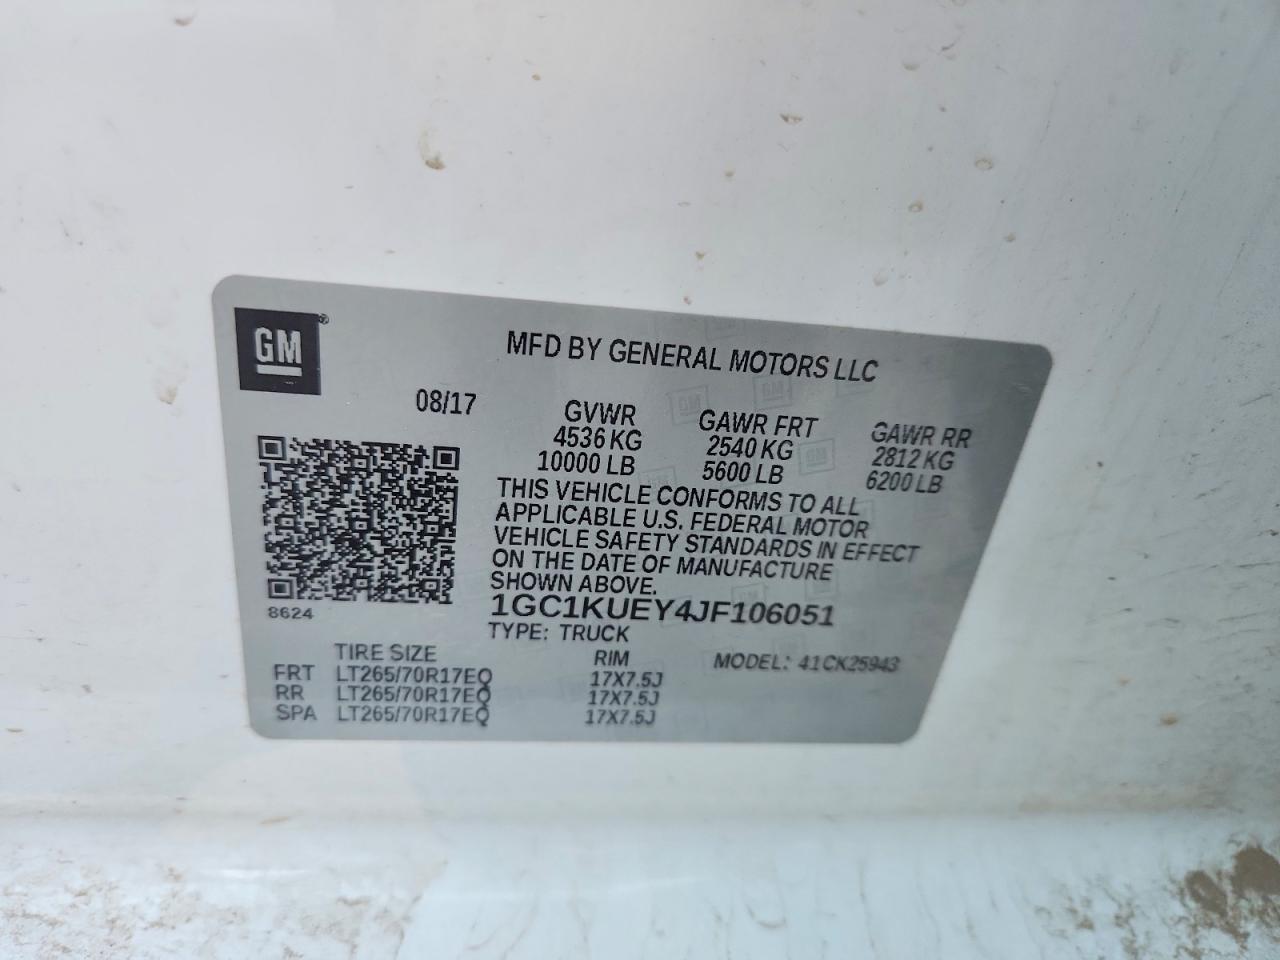 GM®
MFD BY GENERAL MOTORS LLC
08/17
GVWR GAWR FRT GAWR RR
4536 KG 2540 KG 2812 KG
10000 LB 5600 LB 6200 LB
THIS VEHICLE CONFORMS TO ALL
APPLICABLE U.S. FEDERAL MOTOR
VEHICLE SAFETY STANDARDS IN EFFECT
ON THE DATE OF MANUFACTURE
SHOWN ABOVE.
8624
1GC1KUEY4JF106051
TYPE: TRUCK
TIRE SIZE RIM MODEL: 41CK25943
FRT LT265/70R17EQ 17X7.5J
RR LT265/70R17EQ 17X7.5J
SPA LT265/70R17EQ 17X7.5J